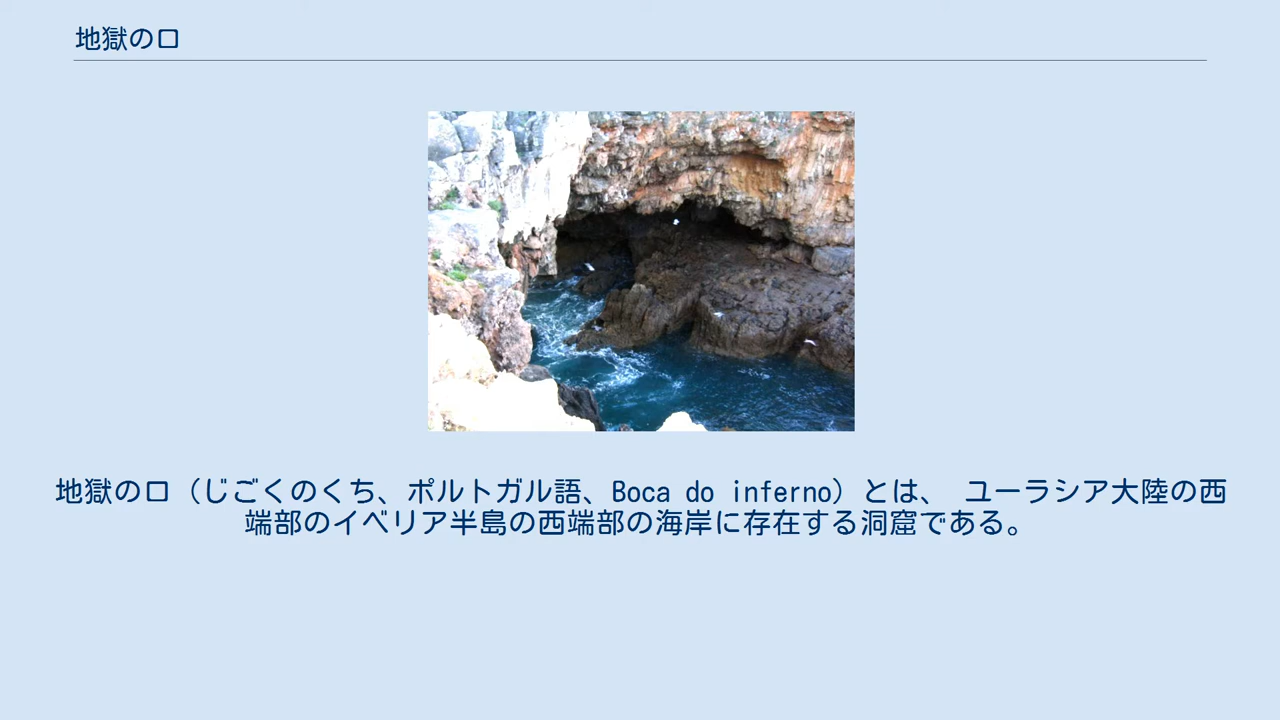 地獄の口
地獄の口（じごくのくち、ポルトガル語、Boca do inferno）とは、 ユーラシア大陸の西
端部のイベリア半島の西端部の海岸に存在する洞窟である。